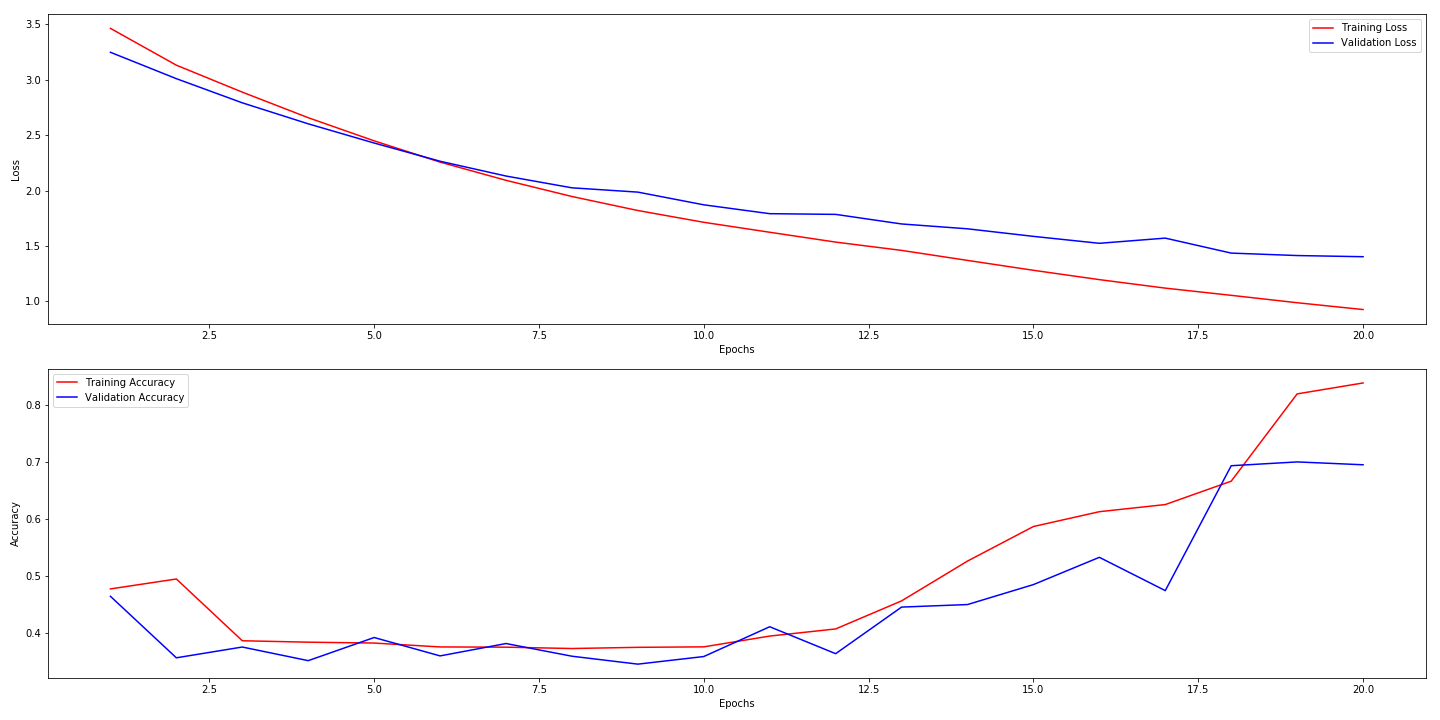 3.5
3.0
2.5
2.0
1.5
1.0
Loss
Training Loss
Validation Loss
2.5 5.0 7.5 10.0 12.5 15.0 17.5 20.0
Epochs
0.8
0.7
0.6
0.5
0.4
Accuracy
Training Accuracy
Validation Accuracy
2.5 5.0 7.5 10.0 12.5 15.0 17.5 20.0
Epochs